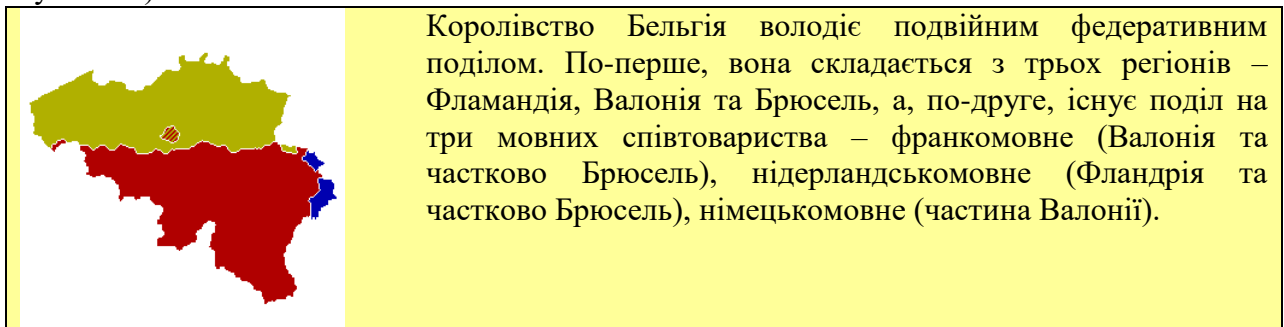 Королівство Бельгія володіє подвійним федеративним
поділом. По-перше, вона складається з трьох регіонів –
Фламандія, Валонія та Брюсель, а, по-друге, існує поділ на
три мовних співтовариства – франкомовне (Валонія та
частково Брюсель), нідерландськомовне (Фландрія та
частково Брюсель), німецькомовне (частина Валонії).